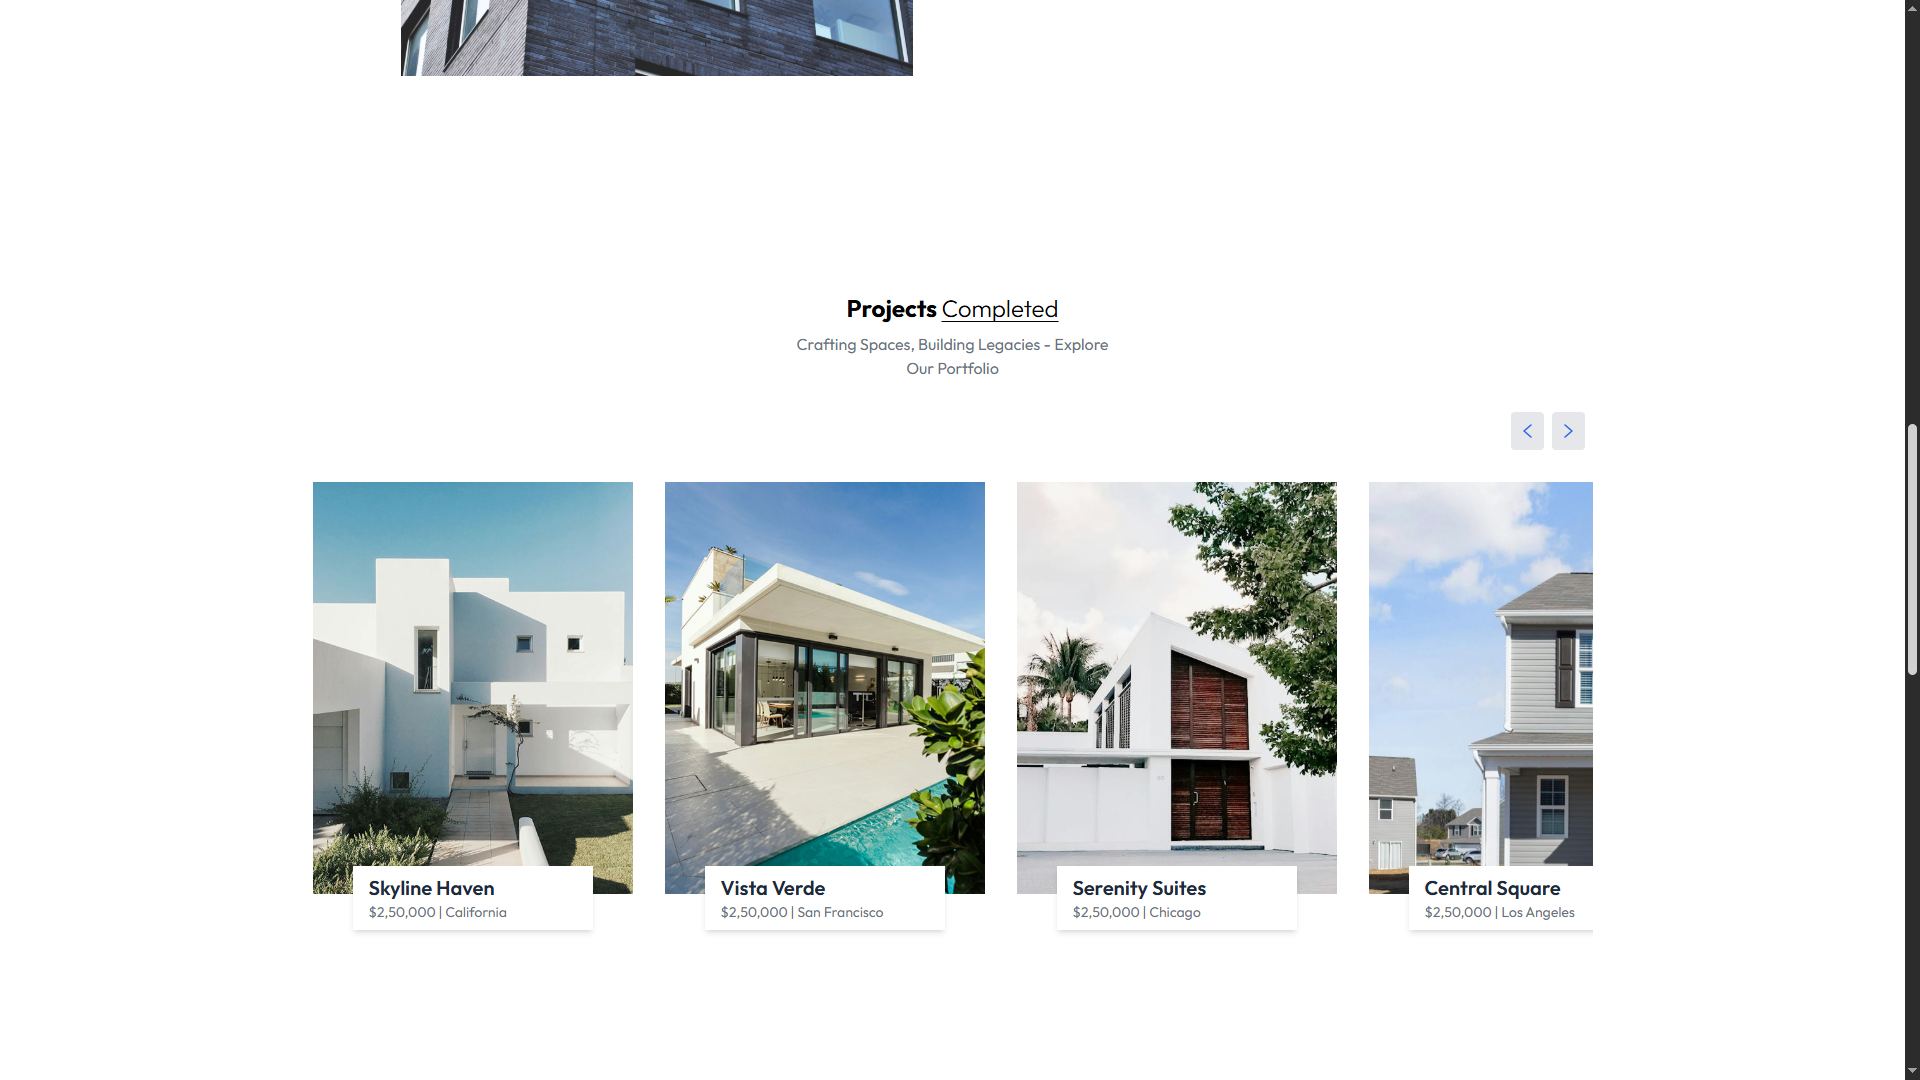 Projects Completed
Crafting Spaces, Building Legacies - Explore
Our Portfolio
Skyline Haven
$2,50,000 | California
Vista Verde
$2,50,000 | San Francisco
Serenity Suites
$2,50,000 | Chicago
Central Square
$2,50,000 | Los Angeles